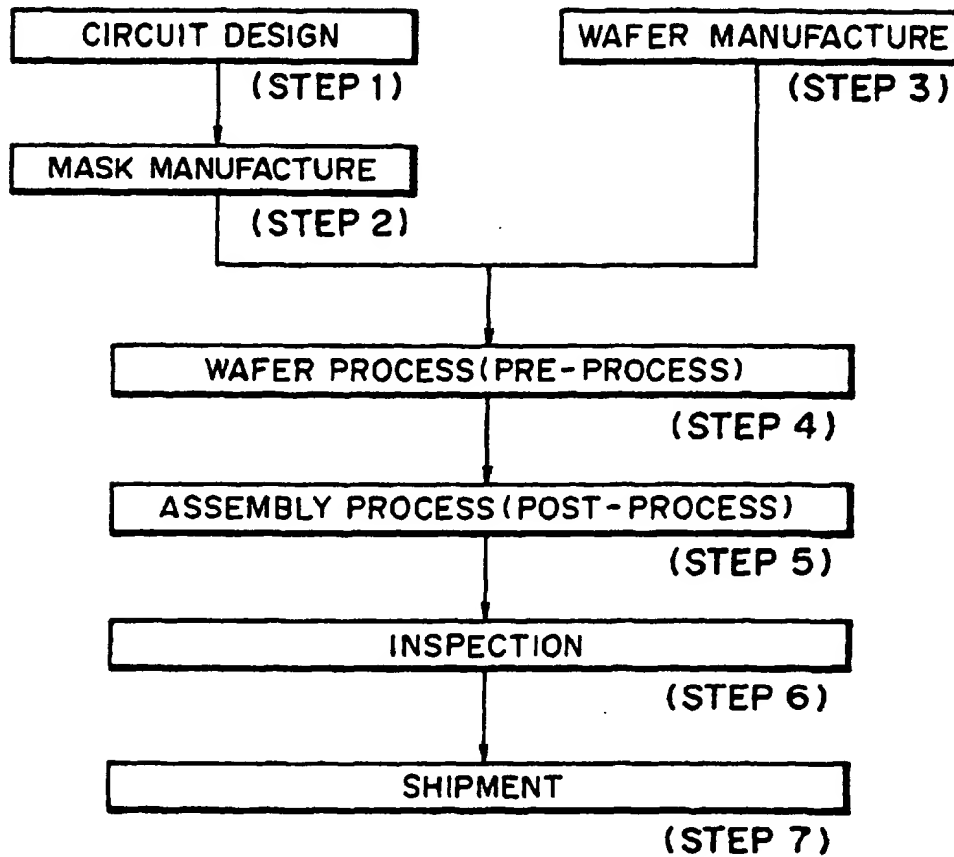 CIRCUIT DESIGN
(STEP 1)
WAFER MANUFACTURE
(STEP 3)
MASK MANUFACTURE
(STEP 2)
WAFER PROCESS(PRE-PROCESS)
(STEP 4)
ASSEMBLY PROCESS(POST-PROCESS)
(STEP 5)
INSPECTION
(STEP 6)
SHIPMENT
(STEP 7)